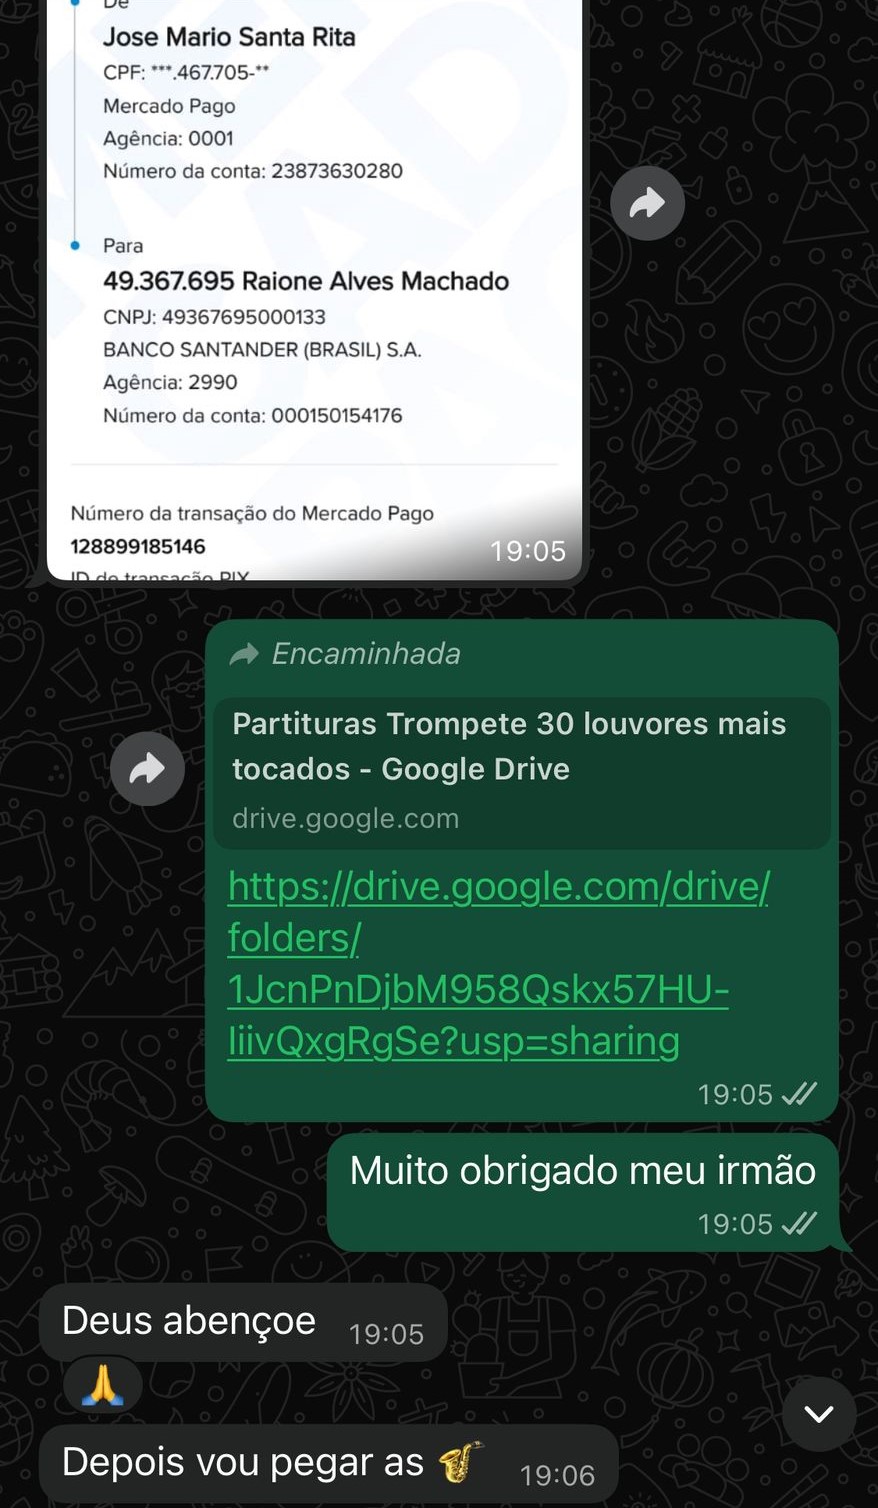 De
Jose Mario Santa Rita
CPF: ***.467.705-**
Mercado Pago
Agência: 0001
Número da conta: 23873630280
Para
49.367.695 Raione Alves Machado
CNPJ: 49367695000133
BANCO SANTANDER (BRASIL) S.A.
Agência: 2990
Número da conta: 000150154176
Número da transação do Mercado Pago
128899185146
19:05
ID de transação PIX
Encaminhada
Partituras Trompete 30 louvores mais
tocados - Google Drive
drive.google.com
https://drive.google.com/drive/
folders/
1JcnPnDjbM958Qskx57HU-
IiivQxgRgSe?usp=sharing
19:05
Muito obrigado meu irmão
19:05
Deus abençoe 19:05
🙏
Depois vou pegar as 🎷 19:06